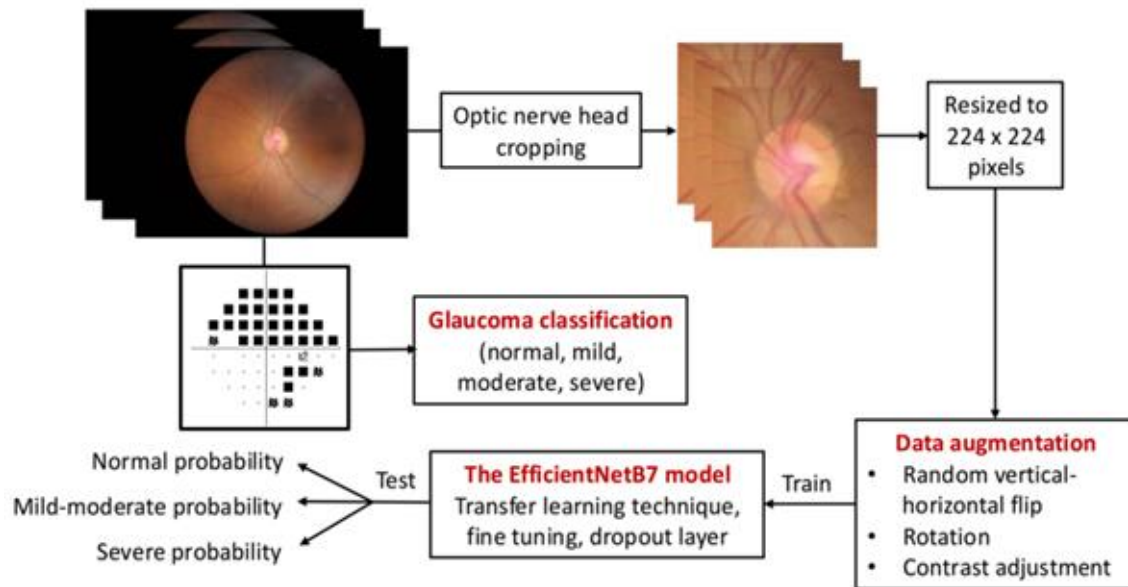 Optic nerve head
cropping
Resized to
224 x 224
pixels
Glaucoma classification
(normal, mild,
moderate, severe)
Data augmentation
• Random vertical-
horizontal flip
• Rotation
• Contrast adjustment
Train
The EfficientNetB7 model
Transfer learning technique,
fine tuning, dropout layer
Test
Normal probability
Mild-moderate probability
Severe probability